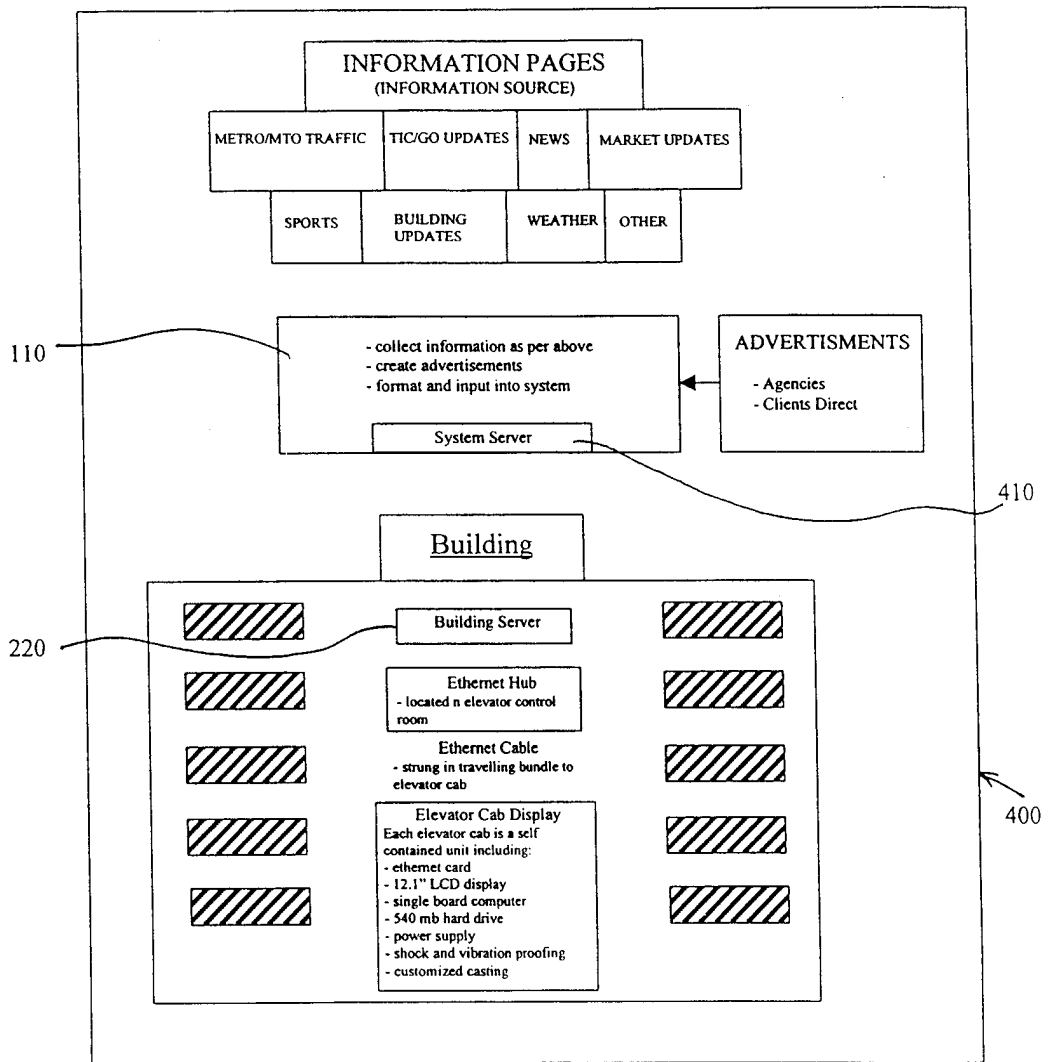 INFORMATION PAGES
(INFORMATION SOURCE)
METRO/MTO TRAFFIC
TIC/GO UPDATES
NEWS
MARKET UPDATES
SPORTS
BUILDING
UPDATES
WEATHER
OTHER
110
- collect information as per above
- create advertisements
- format and input into system
System Server
ADVERTISMENTS
- Agencies
- Clients Direct
410
Building
220
Building Server
Ethernet Hub
- located n elevator control
room
Ethernet Cable
- strung in travelling bundle to
elevator cab
400
Elevator Cab Display
Each elevator cab is a self
contained unit including:
- ethernet card
- 12.1" LCD display
- single board computer
- 540 mb hard drive
- power supply
- shock and vibration proofing
- customized casting